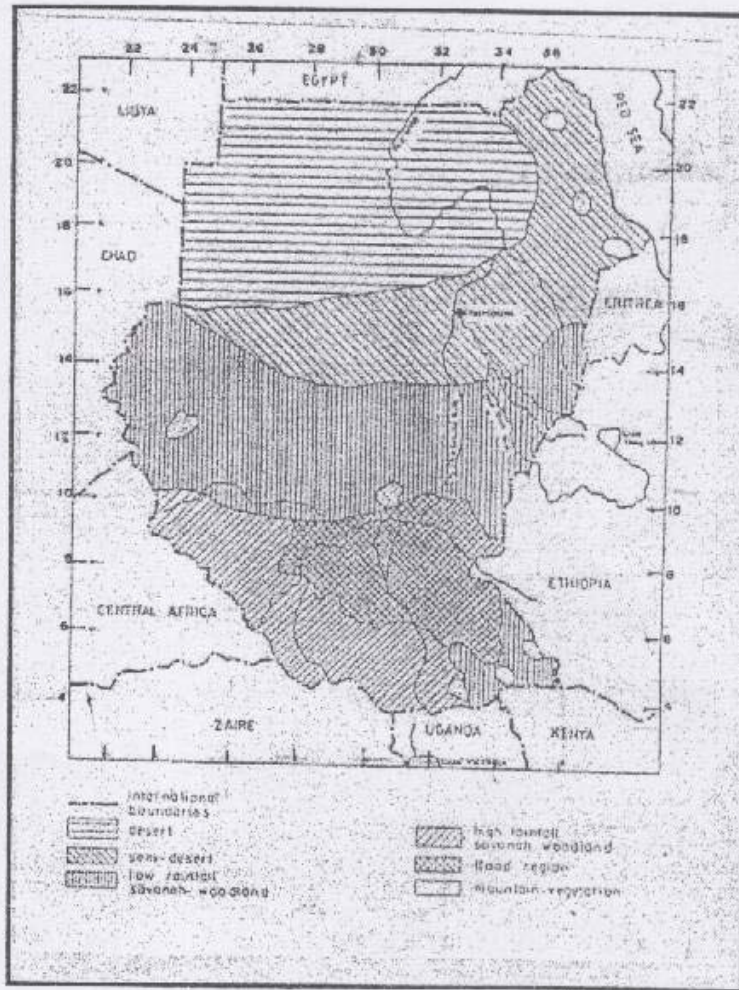 22 24 26 28 30 32 34 36
EGYPT
LIBYA
RED SEA
22 22
20 20
18 18
CHAD
16 16
ERITREA
14 14
12 12
10 10
8 8
ETHIOPIA
CENTRAL AFRICA
6 6
4 4
ZAIRE
UGANDA
KENYA
international
boundaries
desert
semi-desert
low rainfall
savanah-woodland
high rainfall
savanah woodland
flood region
mountain-vegetation